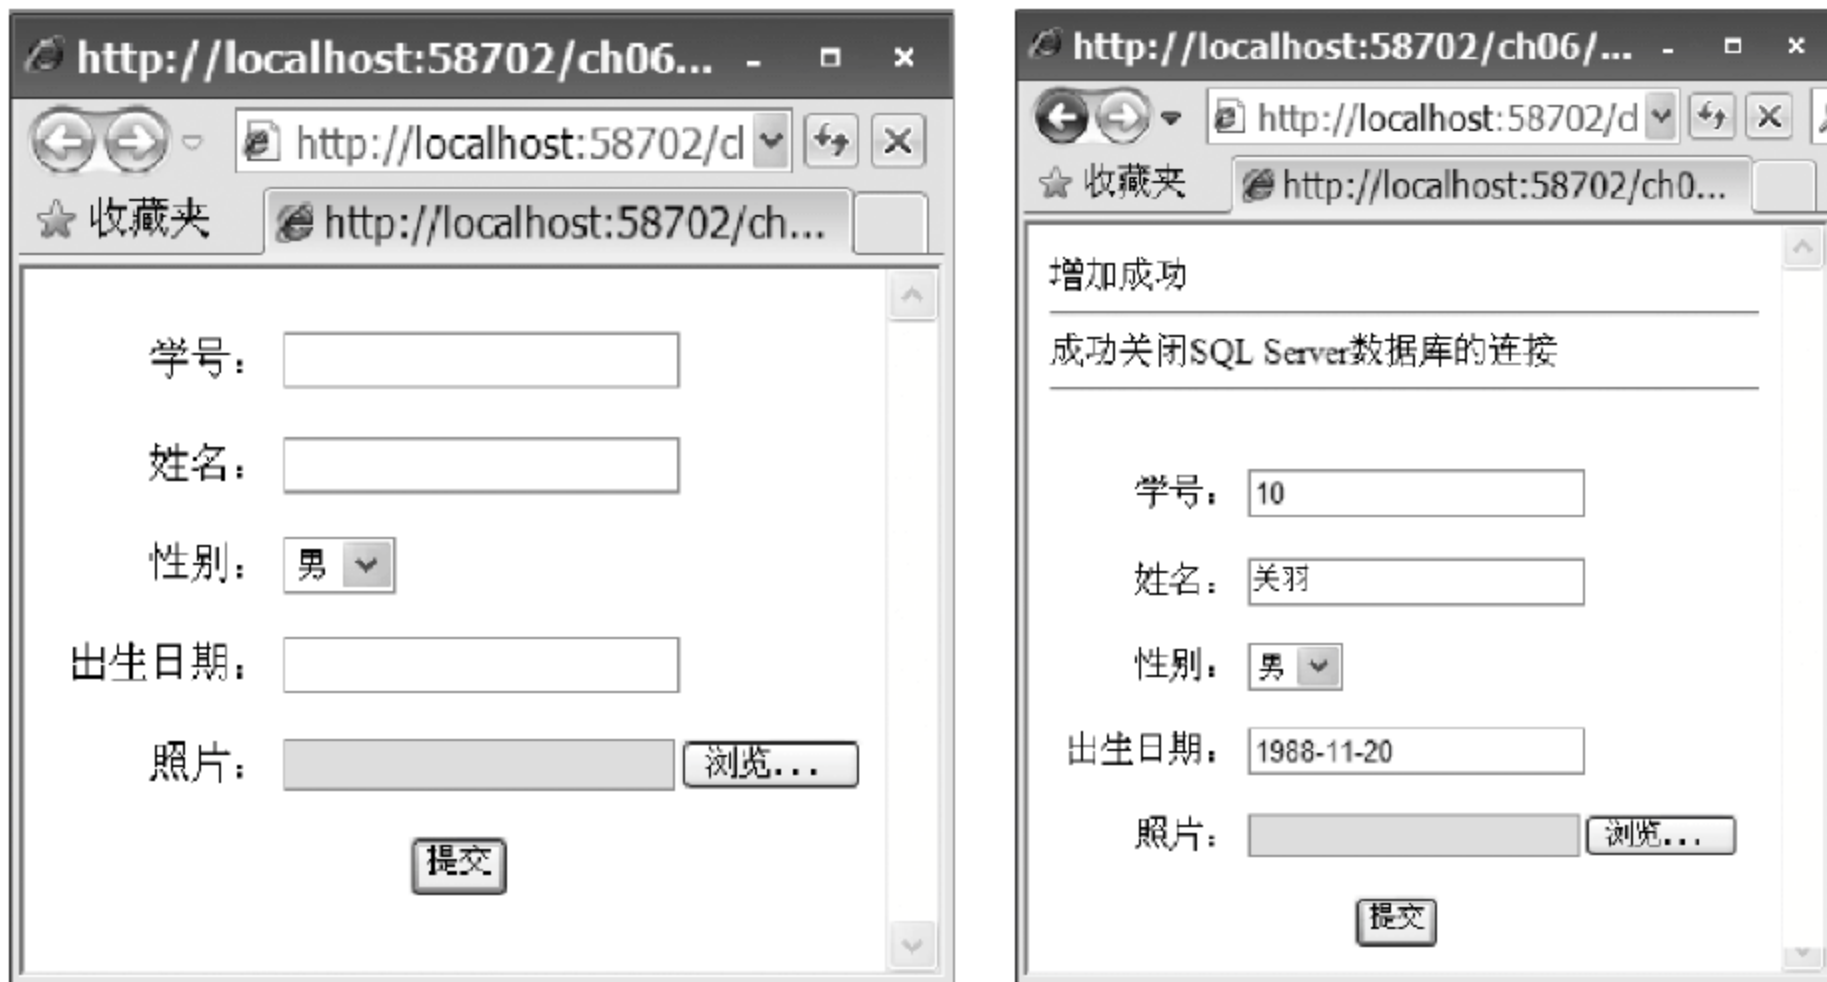 http://localhost:58702/ch06...
http://localhost:58702/cl
收藏夹
http://localhost:58702/ch...
学号：
姓名：
性别： 男
出生日期：
照片： 浏览...
提交
http://localhost:58702/ch06/...
http://localhost:58702/cl
收藏夹
http://localhost:58702/ch0...
增加成功
成功关闭SQL Server数据库的连接
学号： 10
姓名： 关羽
性别： 男
出生日期： 1988-11-20
照片： 浏览...
提交